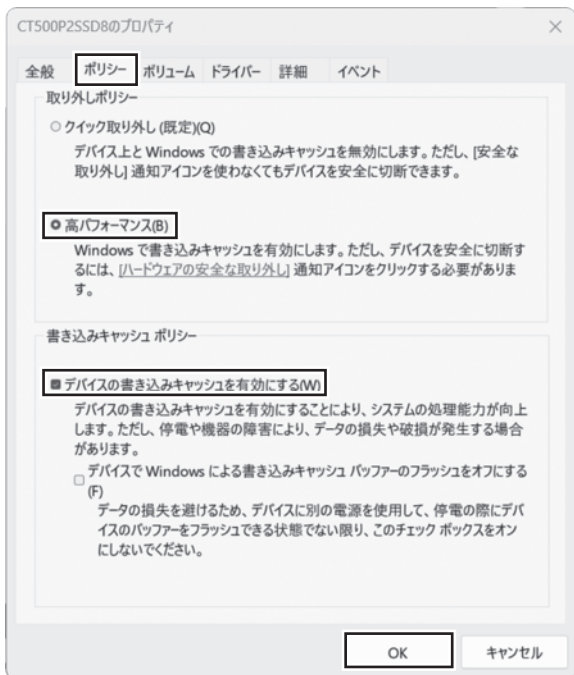 CT500P2SSD8のプロパティ
全般 ポリシー ボリューム ドライバー 詳細 イベント
取り外しポリシー
クイック取り外し (既定)(Q)
デバイス上と Windows での書き込みキャッシュを無効にします。ただし、[安全な
取り外し] 通知アイコンを使わなくてもデバイスを安全に切断できます。
高パフォーマンス(B)
Windows で書き込みキャッシュを有効にします。ただし、デバイスを安全に切断す
るには、[ハードウェアの安全な取り外し] 通知アイコンをクリックする必要がありま
す。
書き込みキャッシュ ポリシー
デバイスの書き込みキャッシュを有効にする(W)
デバイスの書き込みキャッシュを有効にすることにより、システムの処理能力が向上
します。ただし、停電や機器の障害により、データの損失や破損が発生する場合
があります。
デバイスで Windows による書き込みキャッシュ バッファーのフラッシュをオフにする
(F)
データの損失を避けるため、デバイスに別の電源を使用して、停電の際にデバ
イスのバッファーをフラッシュできる状態でない限り、このチェック ボックスをオン
にしないでください。
OK キャンセル